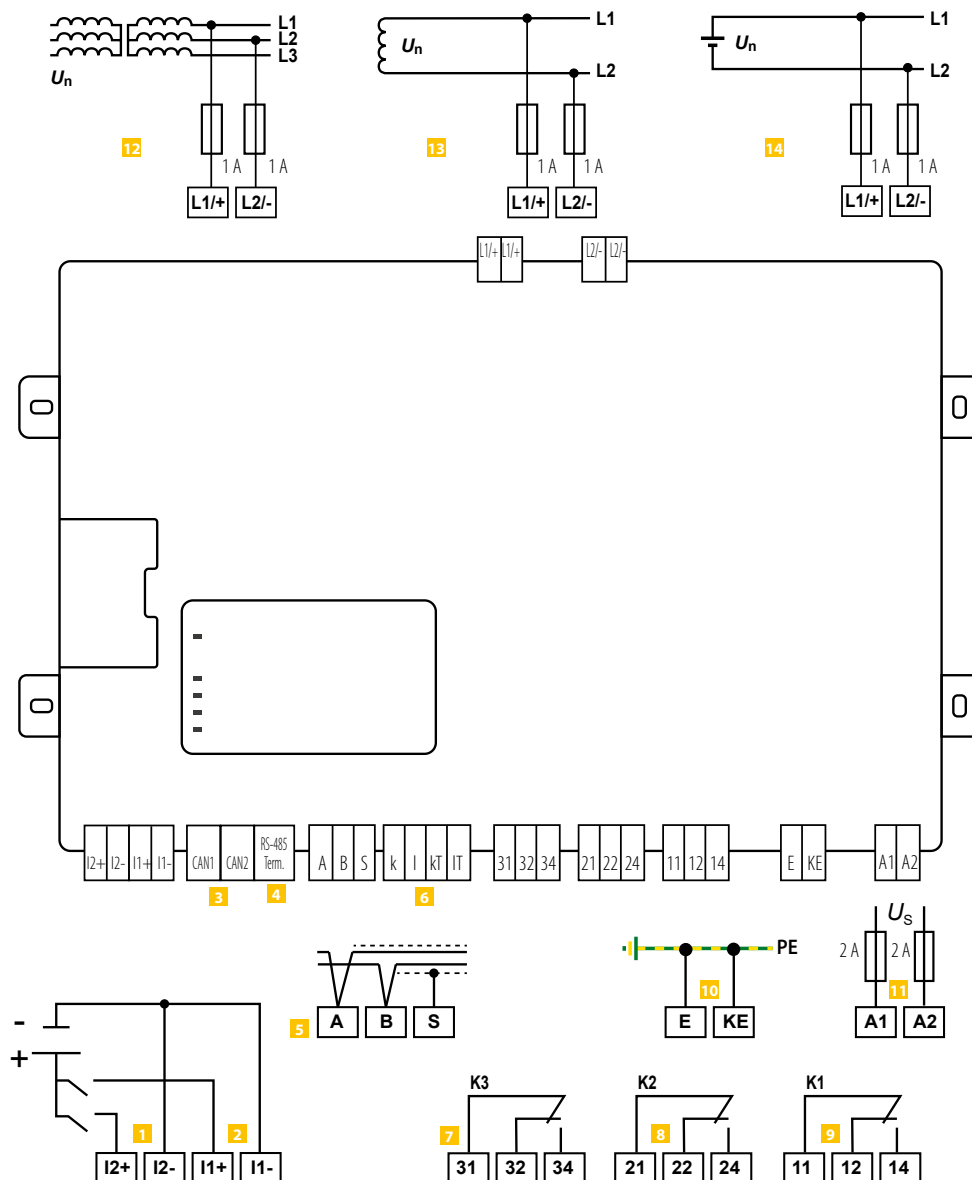 L1
L2
L3
Un
12
1 A
1 A
L1/+ L2/-
L1
Un
L2
13
1 A
1 A
L1/+ L2/-
L1
Un
L2
14
1 A
1 A
L1/+ L2/-
L1/+ L1/+ L2/- L2/-
I2+ I2- I1+ I1- CAN1 CAN2 RS-485 Term. A B S k l kT lT 31 32 34 21 22 24 11 12 14 E KE A1 A2
3
4
6
5
A B S
PE
10
E KE
US
2 A 2 A
11
A1 A2
-
+
1
2
I2+ I2- I1+ I1-
K3
7
31 32 34
K2
8
21 22 24
K1
9
11 12 14